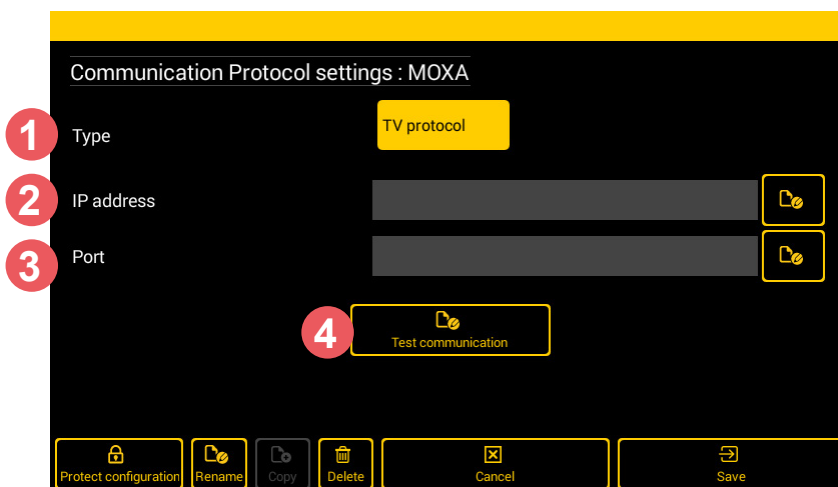 Communication Protocol settings : MOXA
1 Type TV protocol
2 IP address
3 Port
4 Test communication
Protect configuration Rename Copy Delete Cancel Save